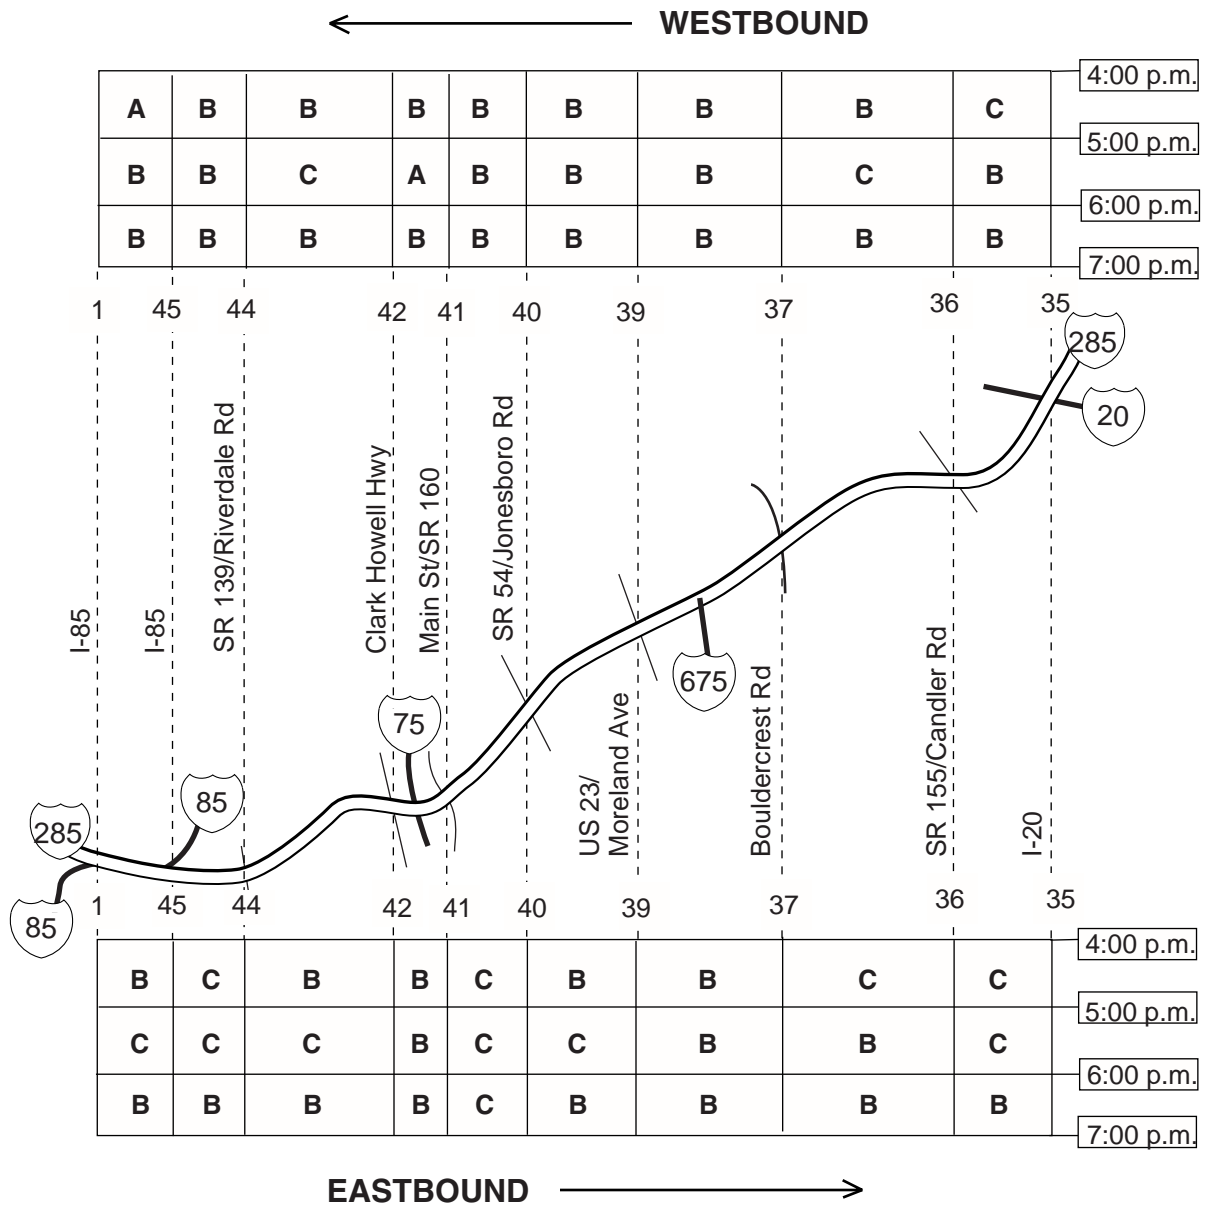 WESTBOUND
4:00 p.m.
A B B B B B B B C
5:00 p.m.
B B C A B B B C B
6:00 p.m.
B B B B B B B B B
7:00 p.m.
1 45 44 42 41 40 39 37 36 35
285
20
SR 139/Riverdale Rd
Clark Howell Hwy
Main St/SR 160
SR 54/Jonesboro Rd
I-85
I-85
675
75
US 23/
Moreland Ave
Bouldercrest Rd
SR 155/Candler Rd
I-20
85
285
85
1 45 44 42 41 40 39 37 36 35
4:00 p.m.
B C B B C B B C C
5:00 p.m.
C C C B C C B B C
6:00 p.m.
B B B B C B B B B
7:00 p.m.
EASTBOUND